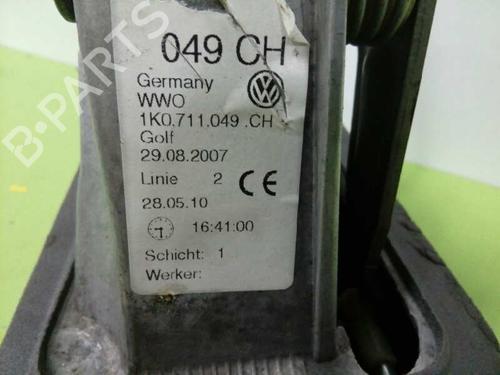 B-PARTS
049 CH
Germany
WWO
1K0.711.049 .CH
Golf
29.08.2007
Linie 2 CE
28.05.10
16:41:00
Schicht: 1
Werker: